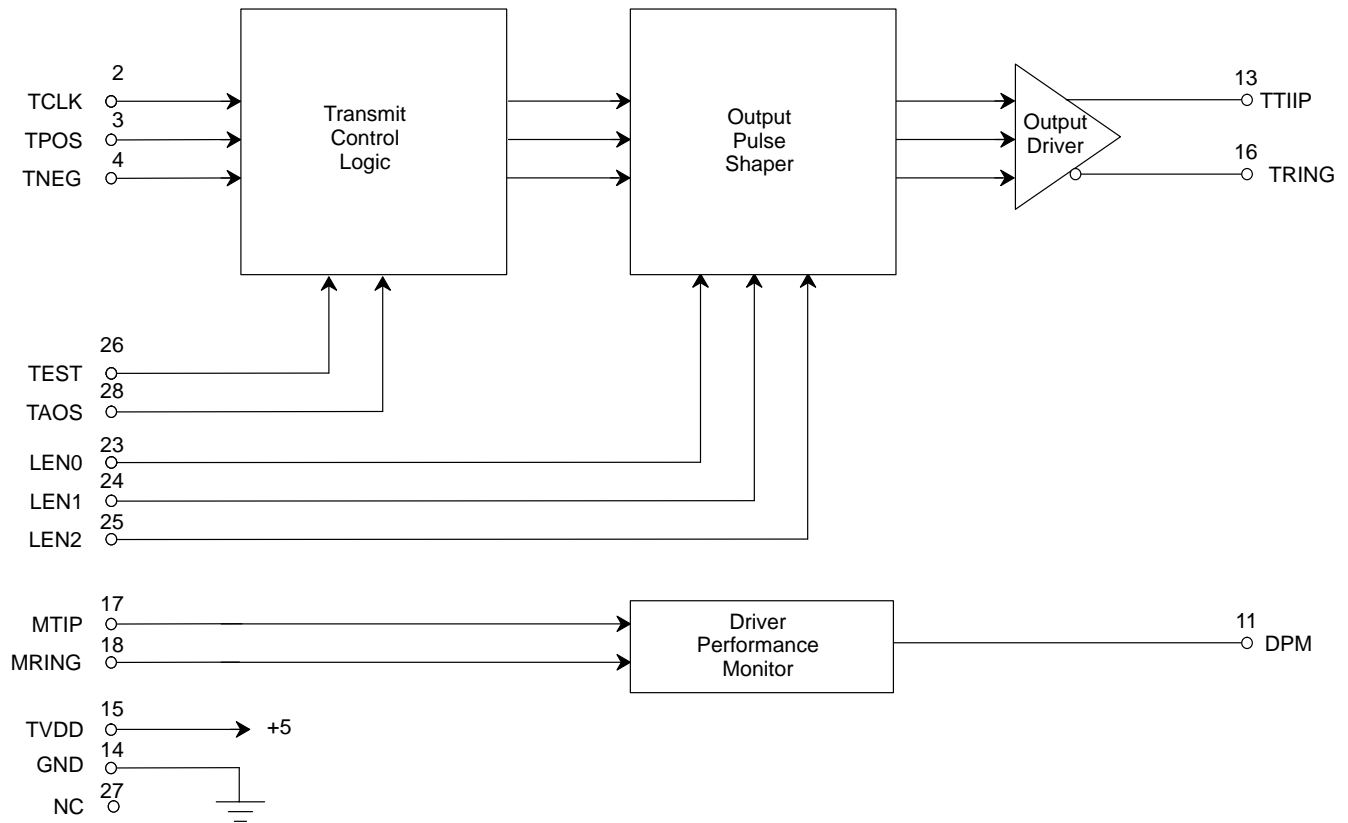 2
TCLK
3
TPOS
4
TNEG
Transmit
Control
Logic
Output
Pulse
Shaper
Output
Driver
13
TTIIP
16
TRING
26
TEST
28
TAOS
23
LEN0
24
LEN1
25
LEN2
17
MTIP
18
MRING
Driver
Performance
Monitor
11
DPM
15
TVDD
+5
14
GND
27
NC